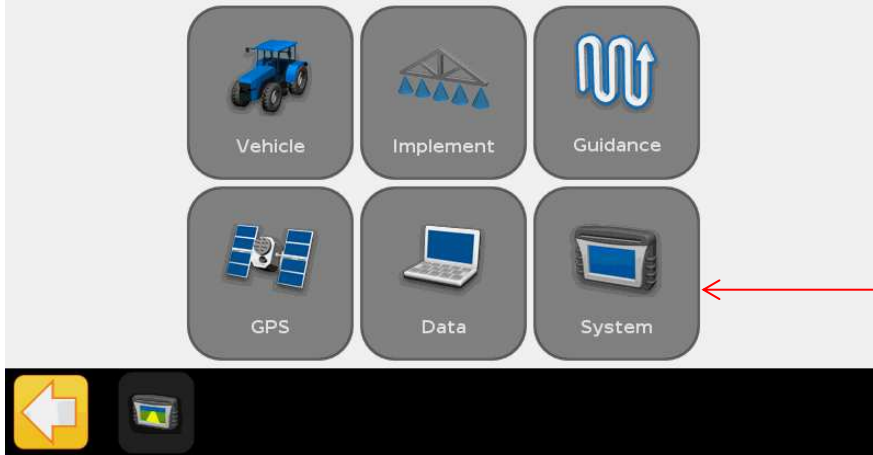 Vehicle
Implement
Guidance
GPS
Data
System